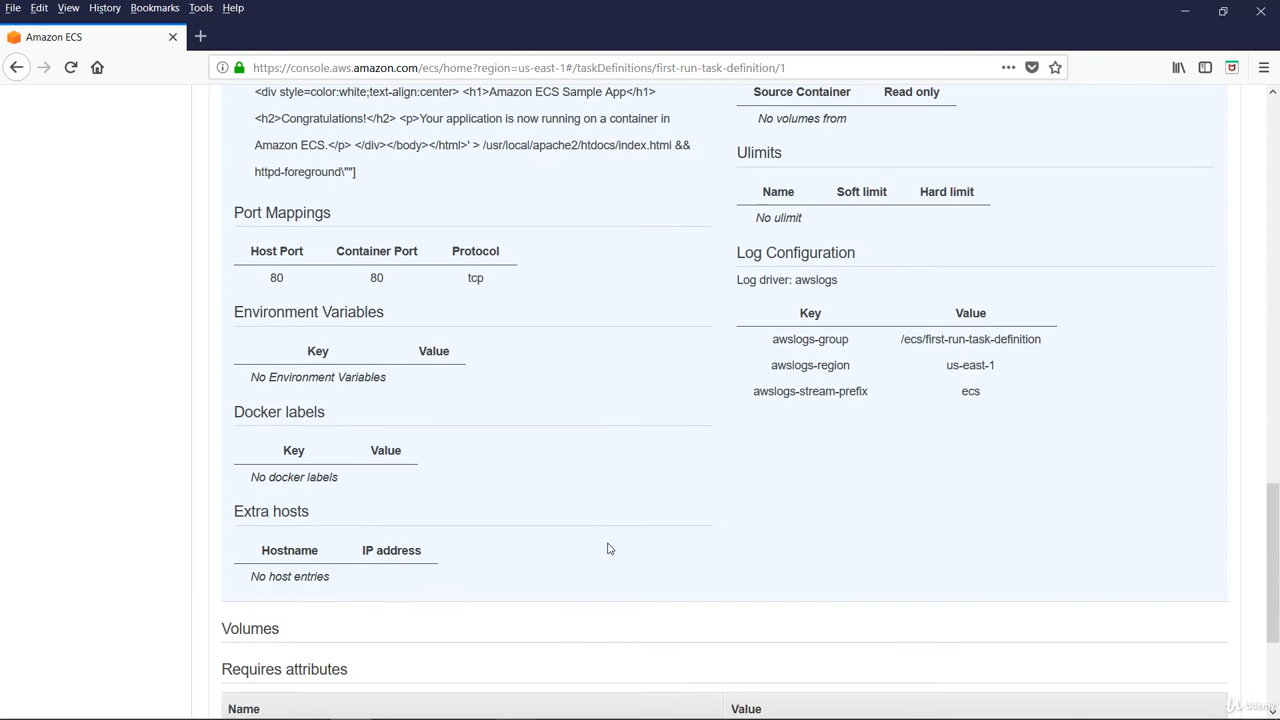 File Edit View History Bookmarks Tools Help
Amazon ECS
https://console.aws.amazon.com/ecs/home?region=us-east-1#/taskDefinitions/first-run-task-definition/1
<div style=color:white;text-align:center> <h1>Amazon ECS Sample App</h1>
<h2>Congratulations!</h2> <p>Your application is now running on a container in
Amazon ECS.</p> </div></body></html>' > /usr/local/apache2/htdocs/index.html &&
httpd-foreground\""]
Port Mappings
Host Port Container Port Protocol
80 80 tcp
Environment Variables
Key Value
No Environment Variables
Docker labels
Key Value
No docker labels
Extra hosts
Hostname IP address
No host entries
Source Container Read only
No volumes from
Ulimits
Name Soft limit Hard limit
No ulimit
Log Configuration
Log driver: awslogs
Key Value
awslogs-group /ecs/first-run-task-definition
awslogs-region us-east-1
awslogs-stream-prefix ecs
Volumes
Requires attributes
Name Value
Udemy